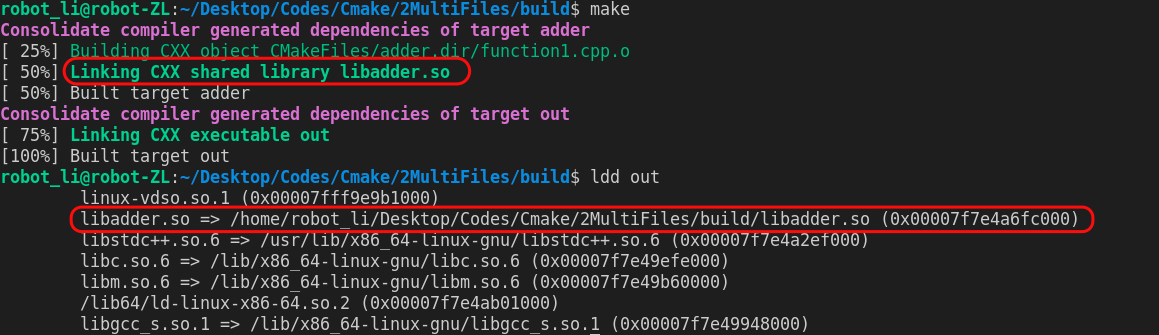 robot_li@robot-ZL:~/Desktop/Codes/Cmake/2MultiFiles/build$ make
Consolidate compiler generated dependencies of target adder
[ 25%] Building CXX object CMakeFiles/adder.dir/function1.cpp.o
[ 50%] Linking CXX shared library libadder.so
[ 50%] Built target adder
Consolidate compiler generated dependencies of target out
[ 75%] Linking CXX executable out
[100%] Built target out
robot_li@robot-ZL:~/Desktop/Codes/Cmake/2MultiFiles/build$ ldd out
linux-vdso.so.1 (0x00007fff9e9b1000)
libadder.so => /home/robot_li/Desktop/Codes/Cmake/2MultiFiles/build/libadder.so (0x00007f7e4a6fc000)
libstdc++.so.6 => /usr/lib/x86_64-linux-gnu/libstdc++.so.6 (0x00007f7e4a2ef000)
libc.so.6 => /lib/x86_64-linux-gnu/libc.so.6 (0x00007f7e49efe000)
libm.so.6 => /lib/x86_64-linux-gnu/libm.so.6 (0x00007f7e49b60000)
/lib64/ld-linux-x86-64.so.2 (0x00007f7e4ab01000)
libgcc_s.so.1 => /lib/x86_64-linux-gnu/libgcc_s.so.1 (0x00007f7e49948000)